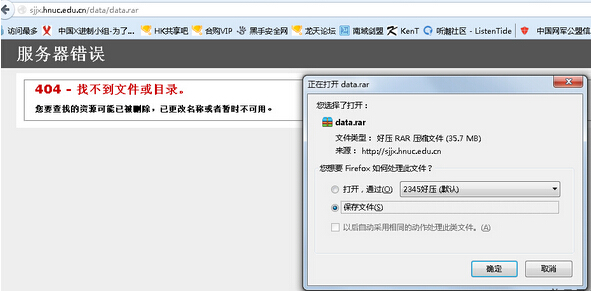 sjjx.hnuc.edu.cn/data/data.rar
访问最多 中国X进制小组-为了... HK共享吧 合购VIP 黑手安全网 龙天论坛 南域剑盟 KenT 听潮社区 - ListenTide 中国网军公盟信
服务器错误
404 - 找不到文件或目录。
您要查找的资源可能已被删除，已更改名称或者暂时不可用。
正在打开 data.rar
您选择了打开：
data.rar
文件类型： 好压 RAR 压缩文件 (35.7 MB)
来源： http://sjjx.hnuc.edu.cn
您想要 Firefox 如何处理此文件？
打开，通过(O) 2345好压 (默认)
保存文件(S)
以后自动采用相同的动作处理此类文件。(A)
确定 取消